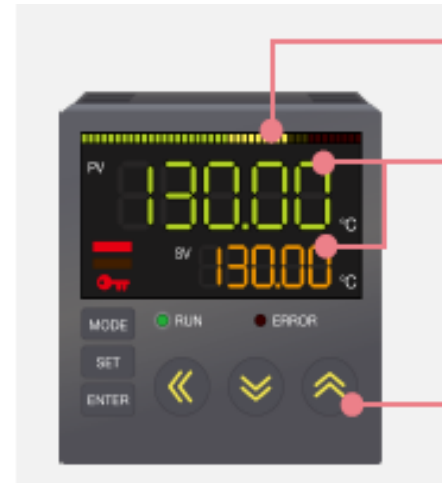 PV
130.00 °C
SV 130.00 °C
MODE RUN ERROR
SET
ENTER